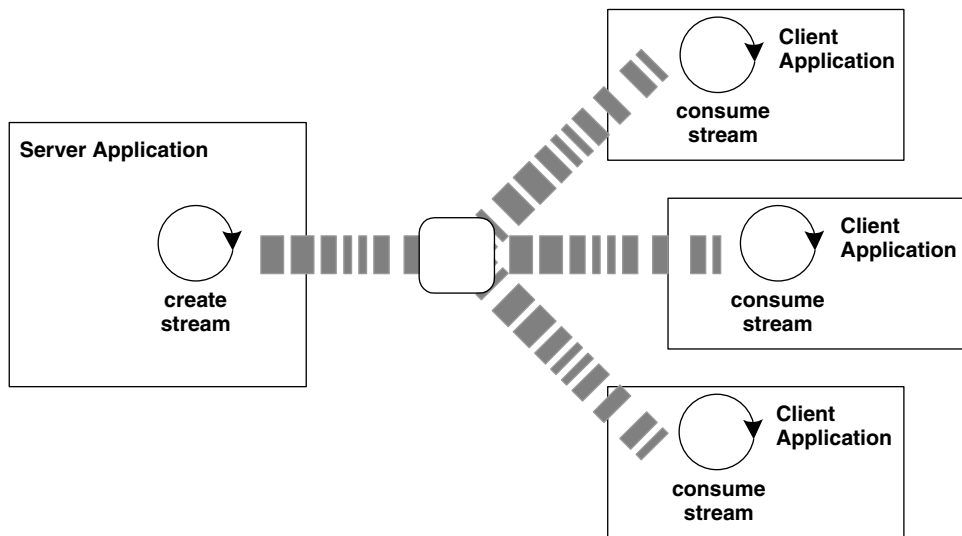 Server Application
create
stream
Client
Application
consume
stream
Client
Application
consume
stream
Client
Application
consume
stream